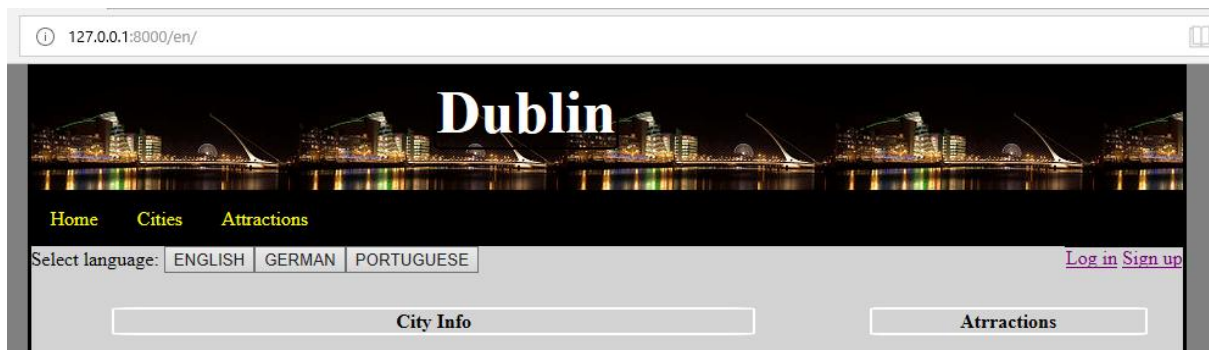 127.0.0.1:8000/en/
Dublin
Home Cities Attractions
Select language: ENGLISH GERMAN PORTUGUESE Log in Sign up
City Info Atrractions